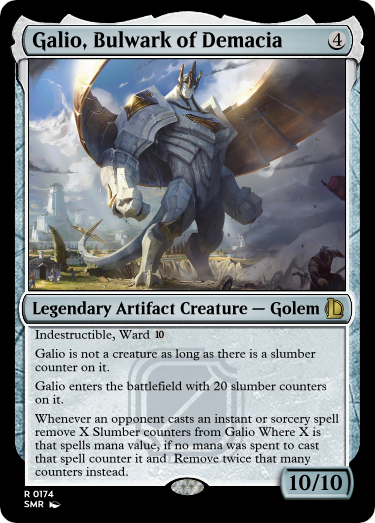 Galio, Bulwark of Demacia 4
Legendary Artifact Creature — Golem
Indestructible, Ward 10
Galio is not a creature as long as there is a slumber
counter on it.
Galio enters the battlefield with 20 slumber counters
on it.
Whenever an opponent casts an instant or sorcery spell
remove X Slumber counters from Galio Where X is
that spells mana value, if no mana was spent to cast
that spell counter it and Remove twice that many
counters instead.
10/10
R 0174
SMR